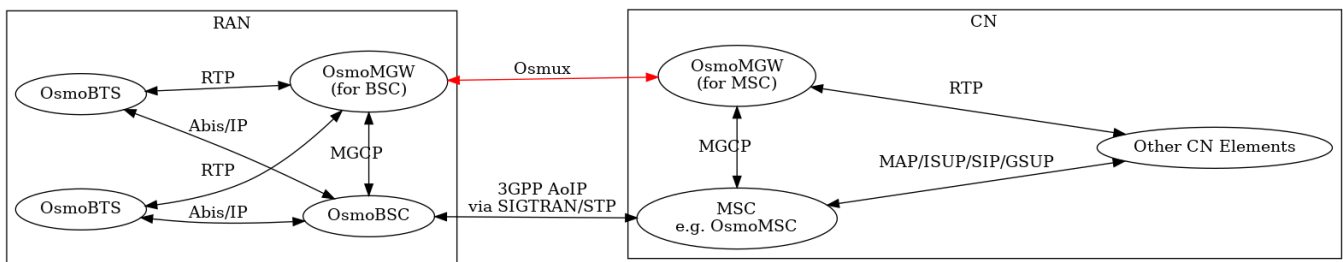 RAN
CN
OsmoBTS
RTP
OsmoMGW
(for BSC)
Osmux
OsmoMGW
(for MSC)
RTP
Abis/IP
MGCP
MGCP
Other CN Elements
RTP
MAP/ISUP/SIP/GSUP
OsmoBTS
Abis/IP
OsmoBSC
3GPP AoIP
via SIGTRAN/STP
MSC
e.g. OsmoMSC